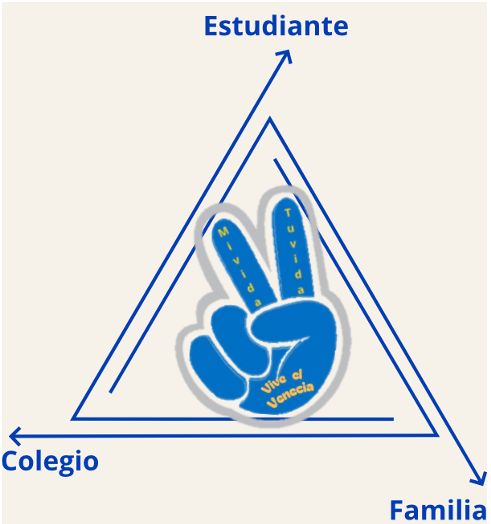 Estudiante
Mi vida
Tu vida
Vive el
Venecia
Colegio
Familia